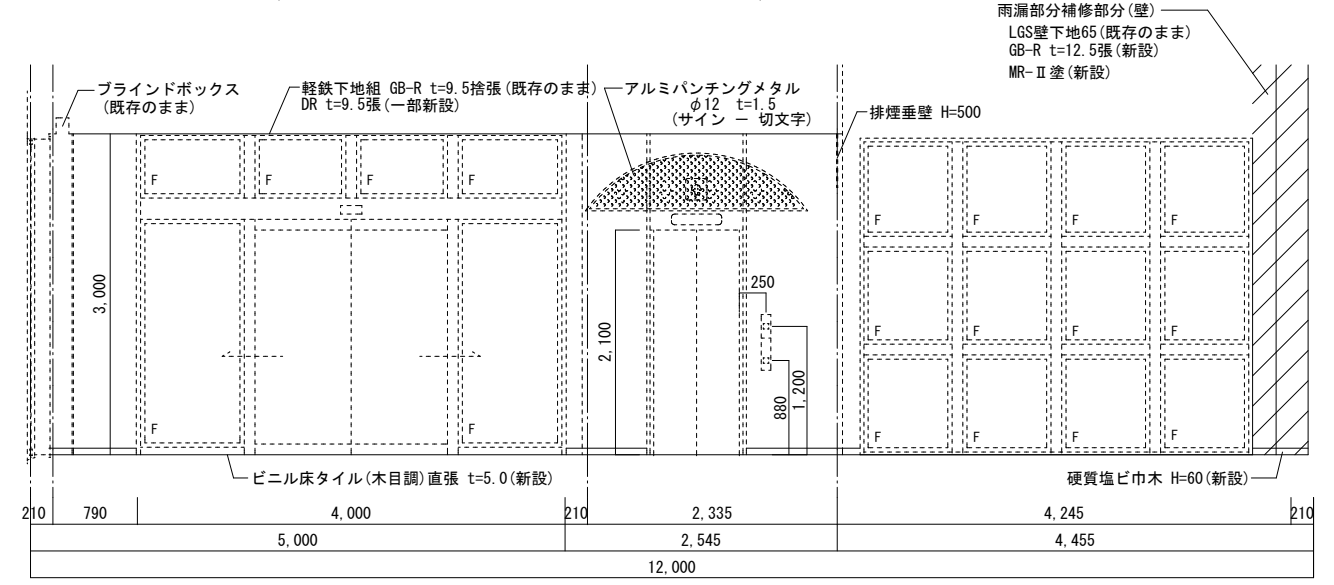 雨漏部分補修部分(壁)
LGS壁下地65(既存のまま)
GB-R t=12.5張(新設)
MR-Ⅱ塗(新設)
ブラインドボックス
(既存のまま)
軽鉄下地組 GB-R t=9.5捨張(既存のまま)
DR t=9.5張(一部新設)
アルミパンチングメタル
φ12 t=1.5
(サイン ー 切文字)
排煙垂壁 H=500
F F F F
F F F F
3,000
2,100
250
880
1,200
F F F F
F F
F F F F
ビニル床タイル(木目調)直張 t=5.0(新設)
硬質塩ビ巾木 H=60(新設)
210 790 4,000 210 2,335 4,245 210
5,000 2,545 4,455
12,000